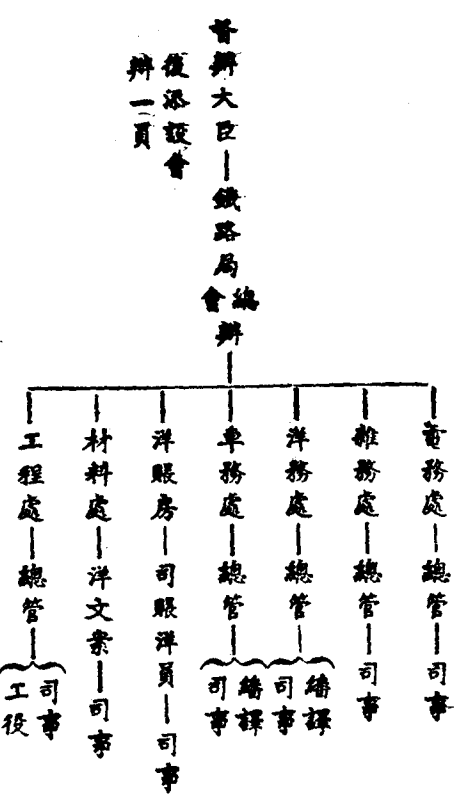 督辦大臣
後添設會
辦一員
鐵路局
總會辦
電務處
總管
司事
雜務處
總管
司事
洋務處
總管
繙譯
司事
車務處
總管
繙譯
司事
洋賬房
司賬洋員
司事
材料處
洋文案
司事
工程處
總管
司事
工役